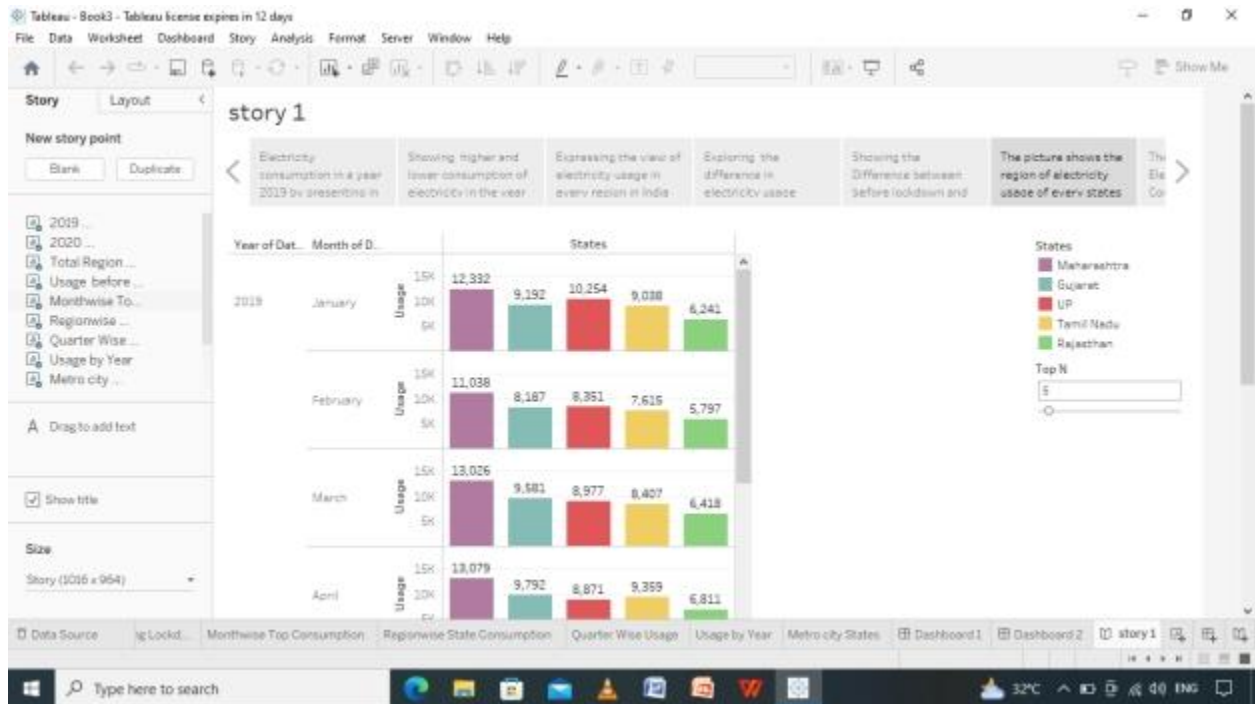 Tableau - Book3 - Tableau license expires in 12 days
File Data Worksheet Dashboard Story Analysis Format Server Window Help
Show Me
Story Layout
New story point
Blank Duplicate
2019 ...
2020 ...
Total Region ...
Usage before ...
Monthwise To...
Regionwise ...
Quarter Wise ...
Usage by Year
Metro city ...
A Drag to add text
Show title
Size
Story (1016 x 964)
story 1
Electricity
consumption in a year
2019 by presenting in
Showing higher and
lower consumption of
electricity in the year
Expressing the view of
electricity usage in
every region in India
Exploring the
difference in
electricity usage
Showing the
Difference between
before lockdown and
The picture shows the
region of electricity
usage of every states
Ele
Year of Dat.. Month of D..
States
2019 January Usage 15K 10K 5K
12,332 9,192 10,254 9,038 6,241
February Usage 15K 10K 5K
11,038 8,187 8,351 7,615 5,797
March Usage 15K 10K 5K
13,026 9,581 8,977 8,407 6,418
April Usage 15K 10K
13,079 9,792 8,871 9,359 6,811
States
Maharashtra
Gujarat
UP
Tamil Nadu
Rajasthan
Top N
5
Data Source g Lockd... Monthwise Top Consumption Regionwise State Consumption Quarter Wise Usage Usage by Year Metro city States Dashboard 1 Dashboard 2 story 1
Type here to search
32°C ENG